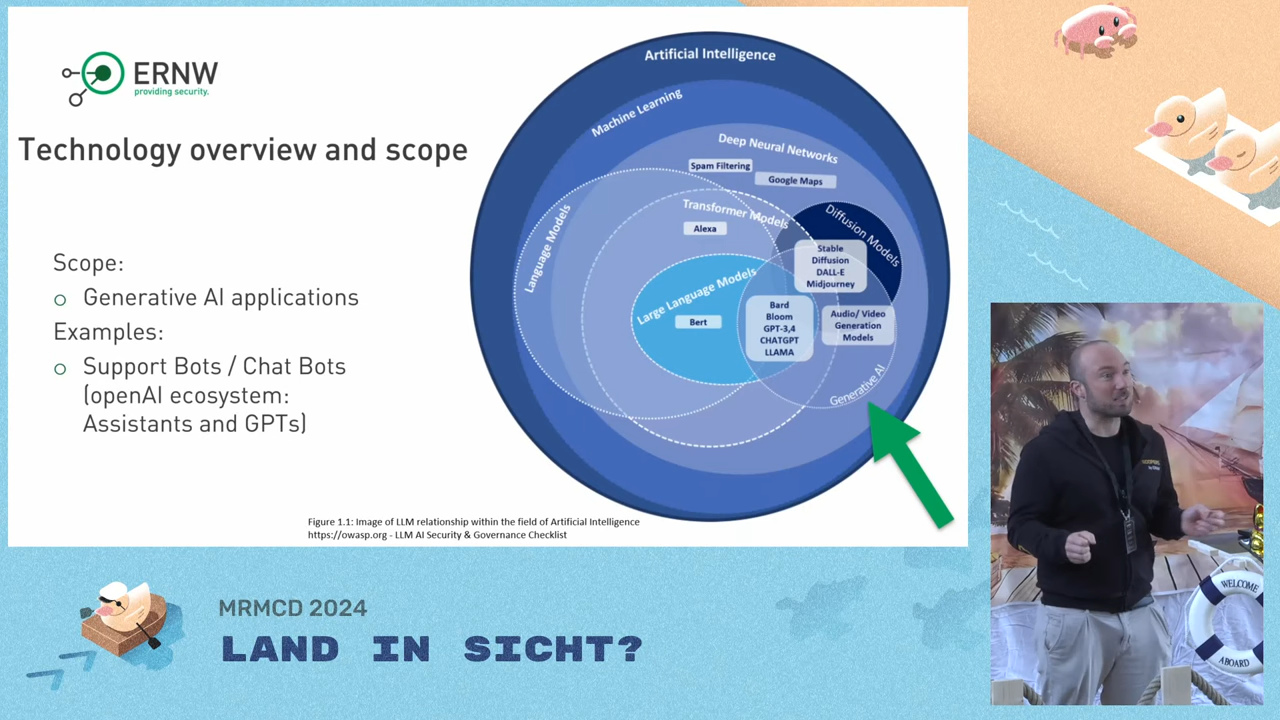 ERNW
providing security.
Technology overview and scope
Scope:
Generative AI applications
Examples:
Support Bots / Chat Bots
(openAI ecosystem:
Assistants and GPTs)
Artificial Intelligence
Machine Learning
Deep Neural Networks
Spam Filtering
Google Maps
Language Models
Transformer Models
Alexa
Diffusion Models
Stable
Diffusion
DALL-E
Midjourney
Large Language Models
Bert
Bard
Bloom
GPT-3,4
CHATGPT
LLAMA
Audio/ Video
Generation
Models
Generative AI
Figure 1.1: Image of LLM relationship within the field of Artificial Intelligence
https://owasp.org - LLM AI Security & Governance Checklist
MRMCD 2024
LAND IN SICHT?
WELCOME
ABOARD